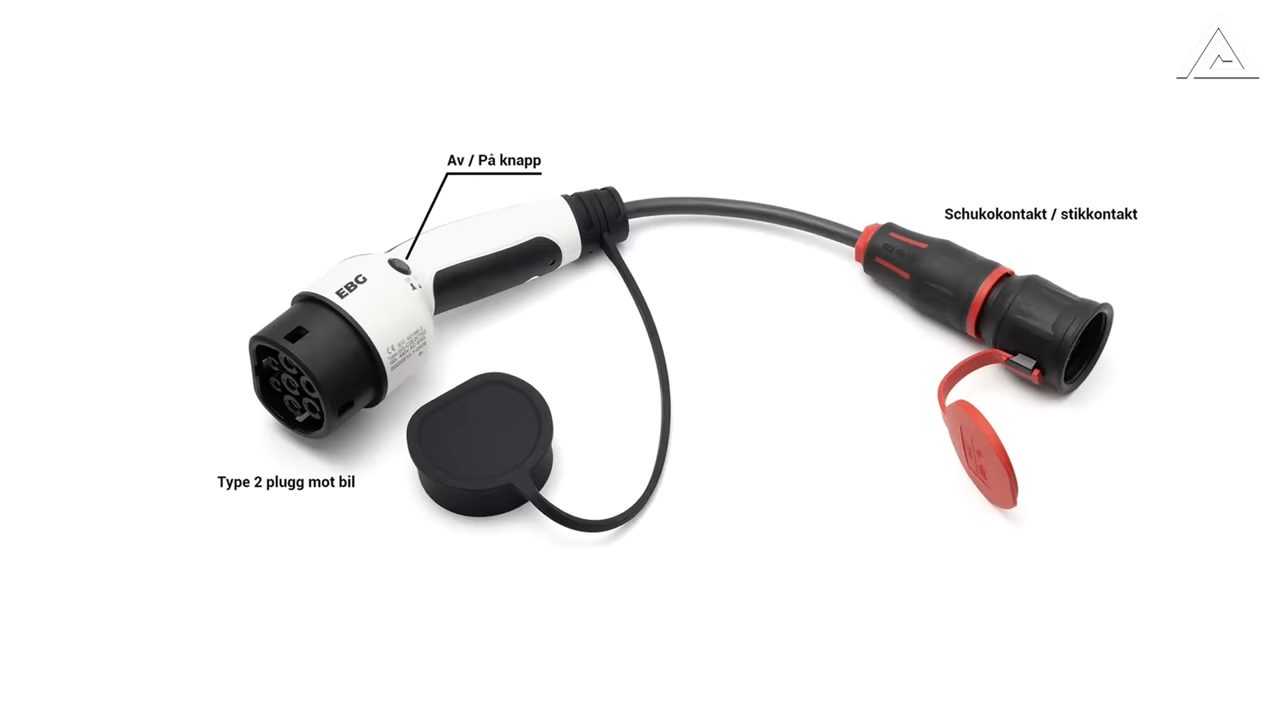 Av / På knapp
Schukokontakt / stikkontakt
EBG
Type 2 plugg mot bil